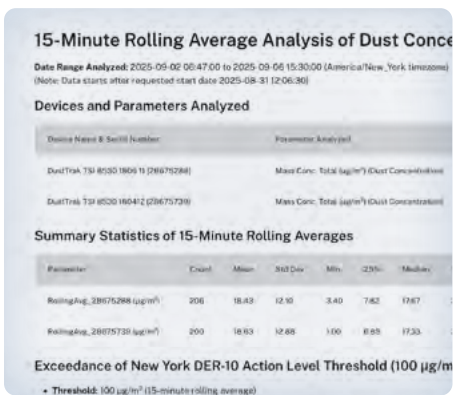 15-Minute Rolling Average Analysis of Dust Conce
Date Range Analyzed: 2025-09-02 06:47:00 to 2025-09-06 15:30:00 (America/New_York timezone)
(Note: Data starts after requested start date 2025-08-31 12:06:30)
Devices and Parameters Analyzed
Device Name & Serial Number Parameter Analyzed
DustTrak TSI 8530 (28675288) Mass Conc. Total (µg/m³) (Dust Concentration)
DustTrak TSI 8530 160412 (28675739) Mass Conc. Total (µg/m³) (Dust Concentration)
Summary Statistics of 15-Minute Rolling Averages
Parameter Count Mean Std Dev Min 25% Median
RollingAvg_28675288 (µg/m³) 206 18.43 12.10 3.40 7.62 17.67
RollingAvg_28675739 (µg/m³) 200 18.63 12.88 1.00 17.33
Exceedance of New York DER-10 Action Level Threshold (100 µg/m
• Threshold: 100 µg/m³ (15-minute rolling average)